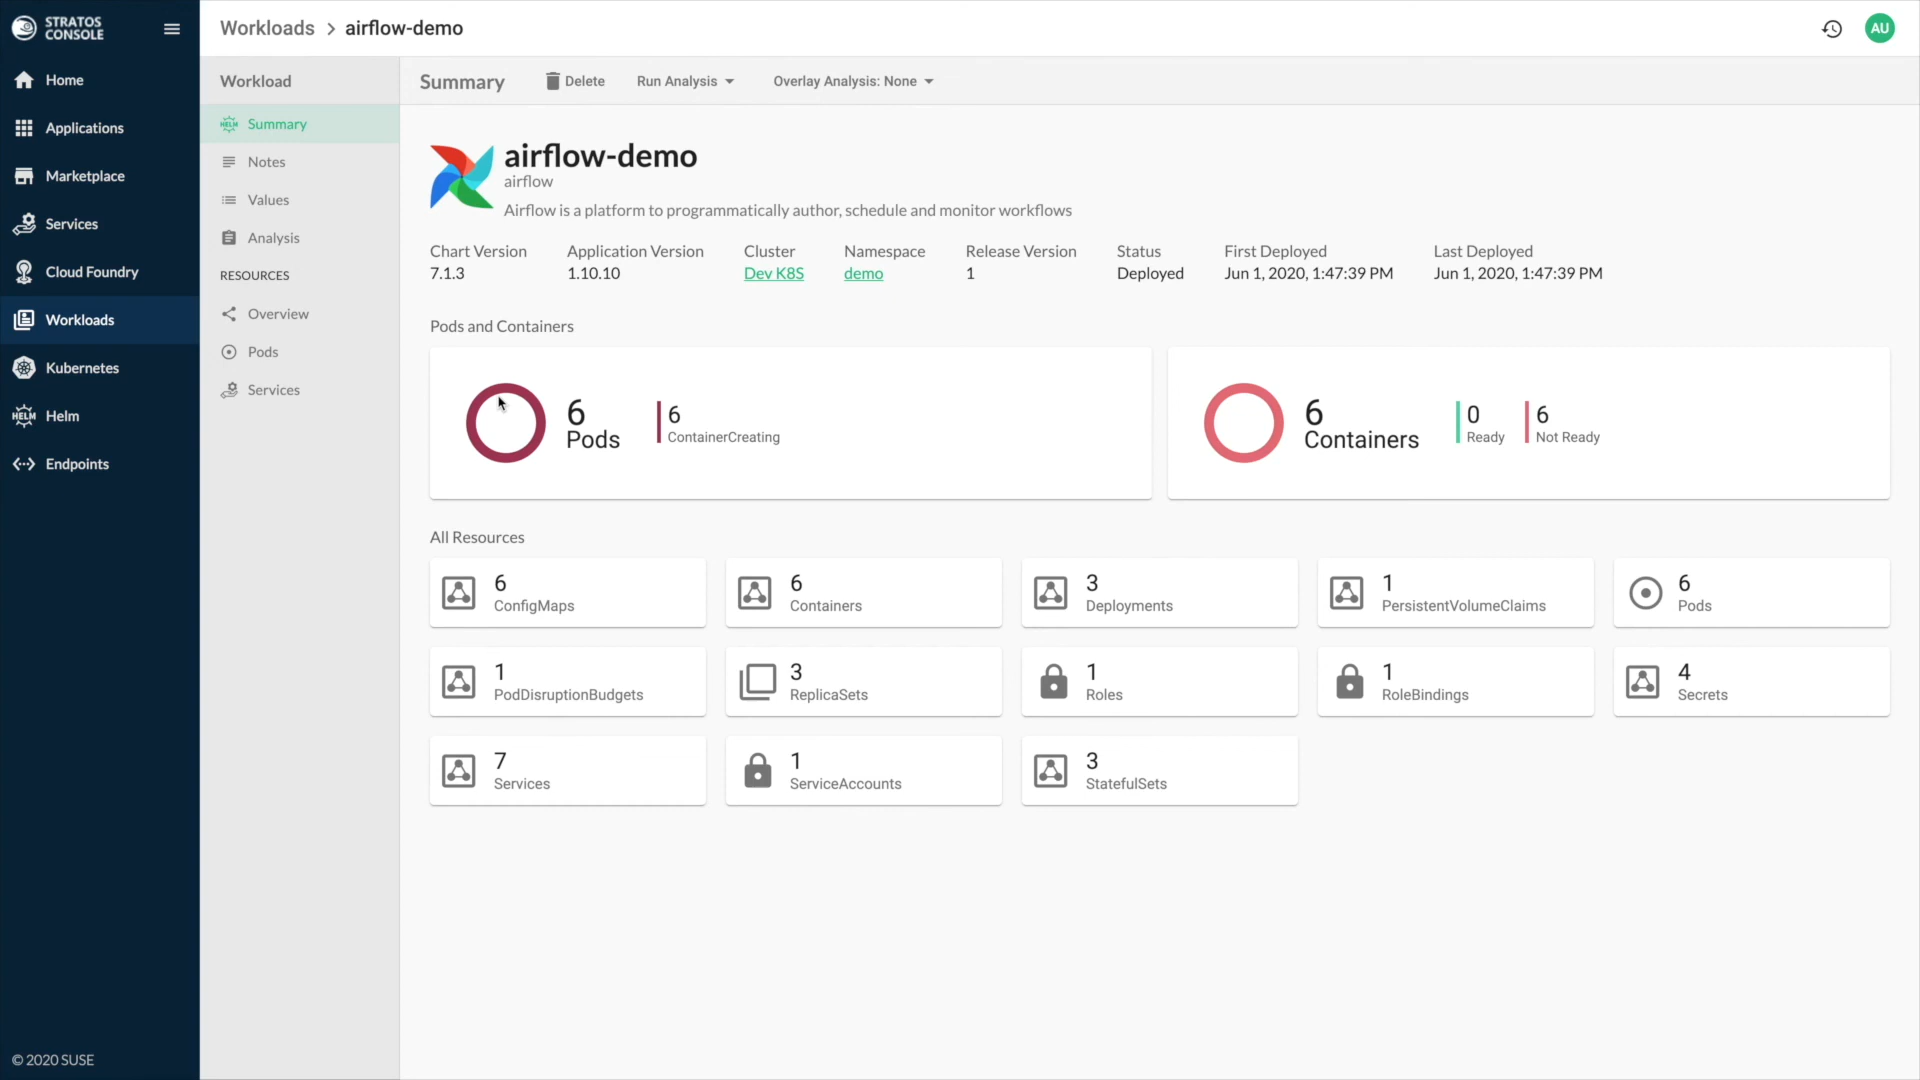 STRATOS
CONSOLE
Home
Applications
Marketplace
Services
Cloud Foundry
Workloads
Kubernetes
HELM Helm
Endpoints
© 2020 SUSE
Workloads > airflow-demo
AU
Workload
HELM Summary
Notes
Values
Analysis
RESOURCES
Overview
Pods
Services
Summary Delete Run Analysis Overlay Analysis: None
airflow-demo
airflow
Airflow is a platform to programmatically author, schedule and monitor workflows
Chart Version Application Version Cluster Namespace Release Version Status First Deployed Last Deployed
7.1.3 1.10.10 Dev K8S demo 1 Deployed Jun 1, 2020, 1:47:39 PM Jun 1, 2020, 1:47:39 PM
Pods and Containers
6
Pods
6
ContainerCreating
6
Containers
0
Ready
6
Not Ready
All Resources
6
ConfigMaps
6
Containers
3
Deployments
1
PersistentVolumeClaims
6
Pods
1
PodDisruptionBudgets
3
ReplicaSets
1
Roles
1
RoleBindings
4
Secrets
7
Services
1
ServiceAccounts
3
StatefulSets